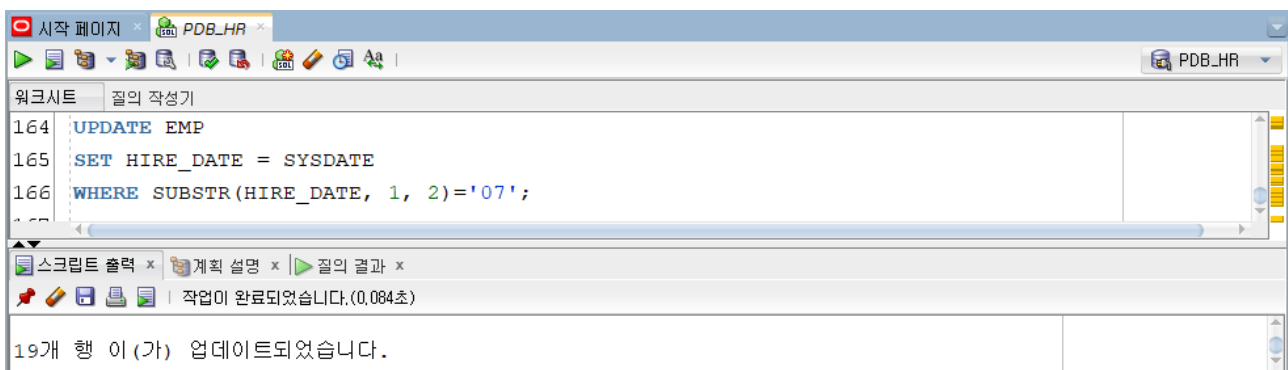 시작 페이지 PDB_HR
PDB_HR
워크시트 질의 작성기
164 UPDATE EMP
165 SET HIRE_DATE = SYSDATE
166 WHERE SUBSTR(HIRE_DATE, 1, 2)='07';
스크립트 출력 x 계획 설명 x 질의 결과 x
작업이 완료되었습니다.(0,084초)
19개 행 이(가) 업데이트되었습니다.